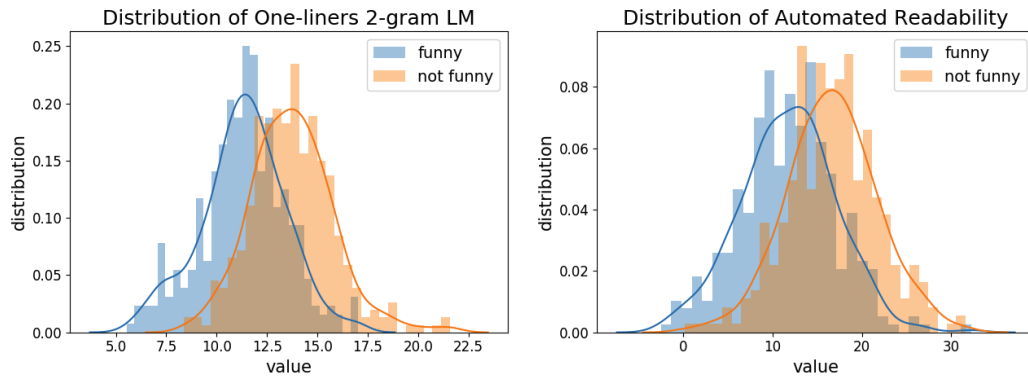 Distribution of One-liners 2-gram LM
0.25
0.20
0.15
0.10
0.05
0.00
distribution
funny
not funny
5.0 7.5 10.0 12.5 15.0 17.5 20.0 22.5
value
Distribution of Automated Readability
0.08
0.06
0.04
0.02
0.00
distribution
funny
not funny
0 10 20 30
value